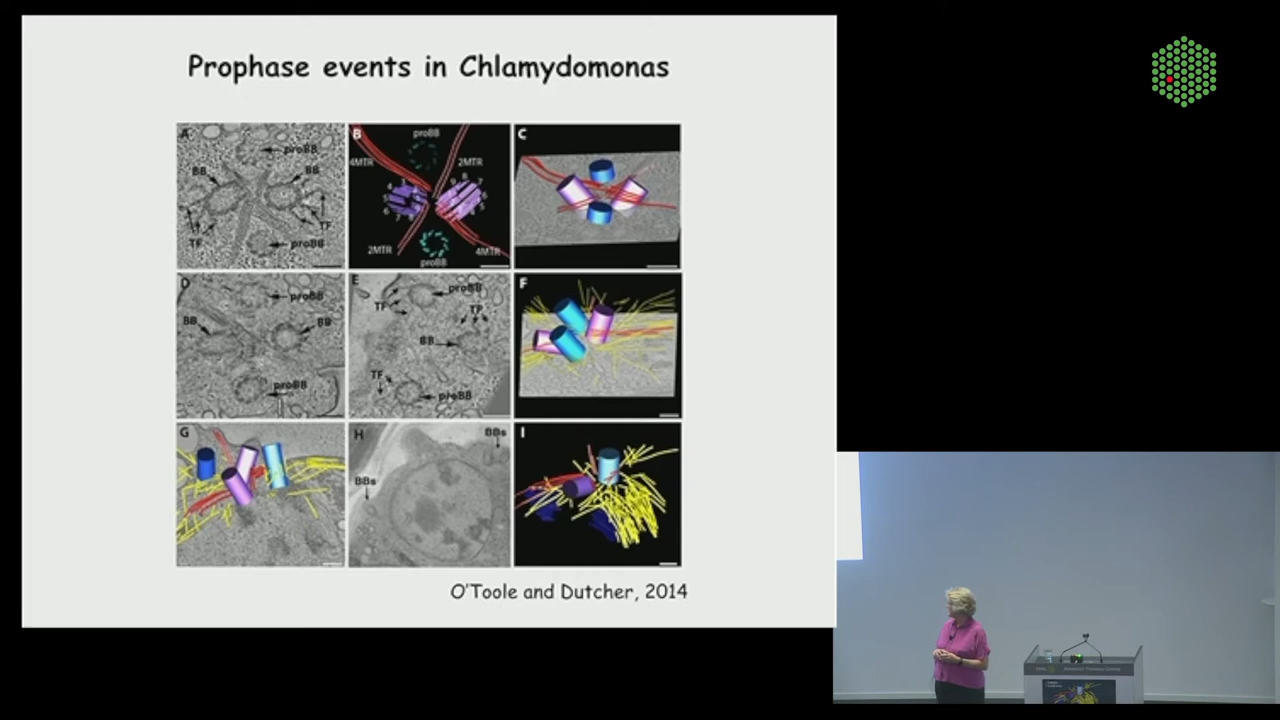 Prophase events in Chlamydomonas
A
proBB
BB
BB
TF
TF
proBB
B
proBB
4MTR
2MTR
2MTR
4MTR
proBB
C
D
proBB
BB
BB
proBB
E
proBB
TF
TF
BB
TF
proBB
F
G
H
BBs
BBs
I
O'Toole and Dutcher, 2014